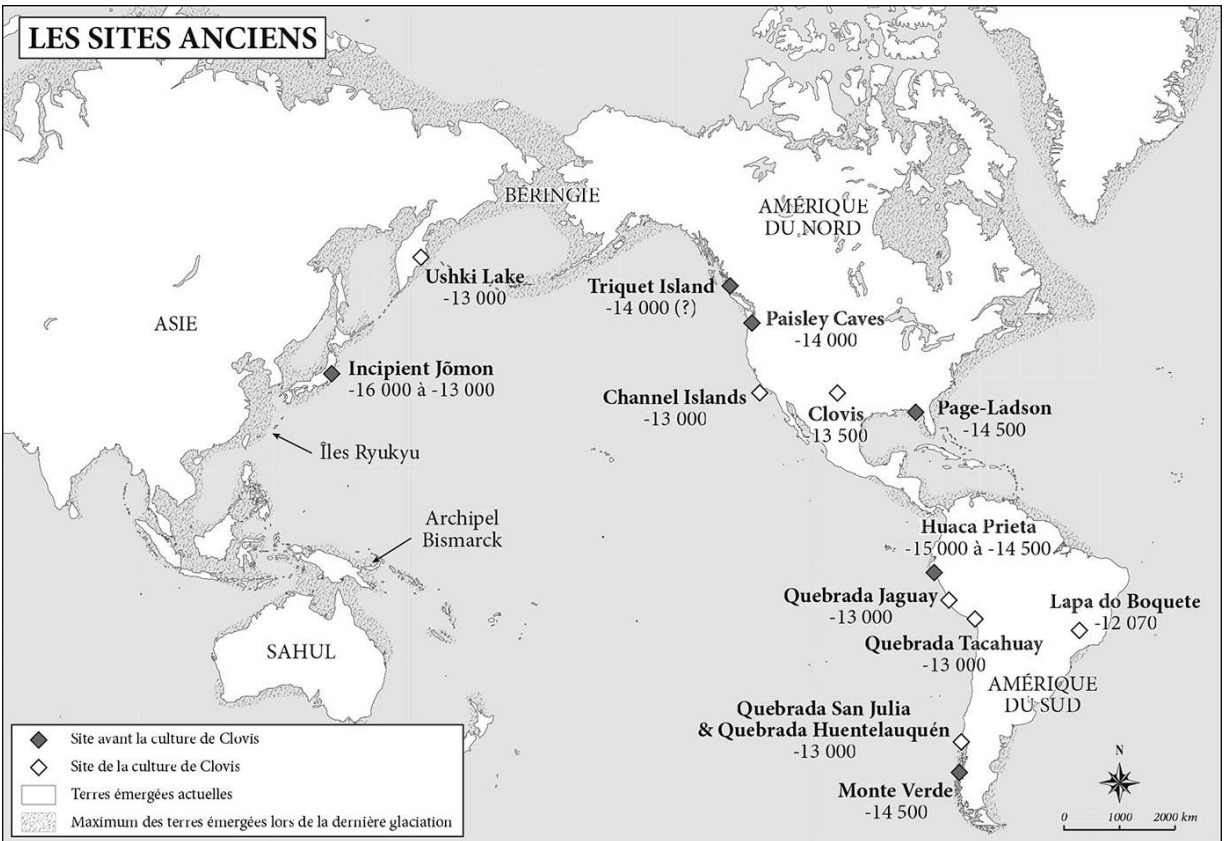 LES SITES ANCIENS
BÉRINGIE
AMÉRIQUE
DU NORD
Ushki Lake
-13 000
Triquet Island
-14 000 (?)
ASIE
Paisley Caves
-14 000
Incipient Jõmon
-16 000 à -13 000
Channel Islands
-13 000
Clovis
-13 500
Page-Ladson
-14 500
Îles Ryukyu
Archipel
Bismarck
Huaca Prieta
-15 000 à -14 500
Quebrada Jaguay
-13 000
Lapa do Boquete
-12 070
Quebrada Tacahuay
-13 000
SAHUL
AMÉRIQUE
DU SUD
Quebrada San Julia
& Quebrada Huentelauquén
-13 000
Monte Verde
-14 500
Site avant la culture de Clovis
Site de la culture de Clovis
Terres émergées actuelles
Maximum des terres émergées lors de la dernière glaciation
N
0 1000 2000 km